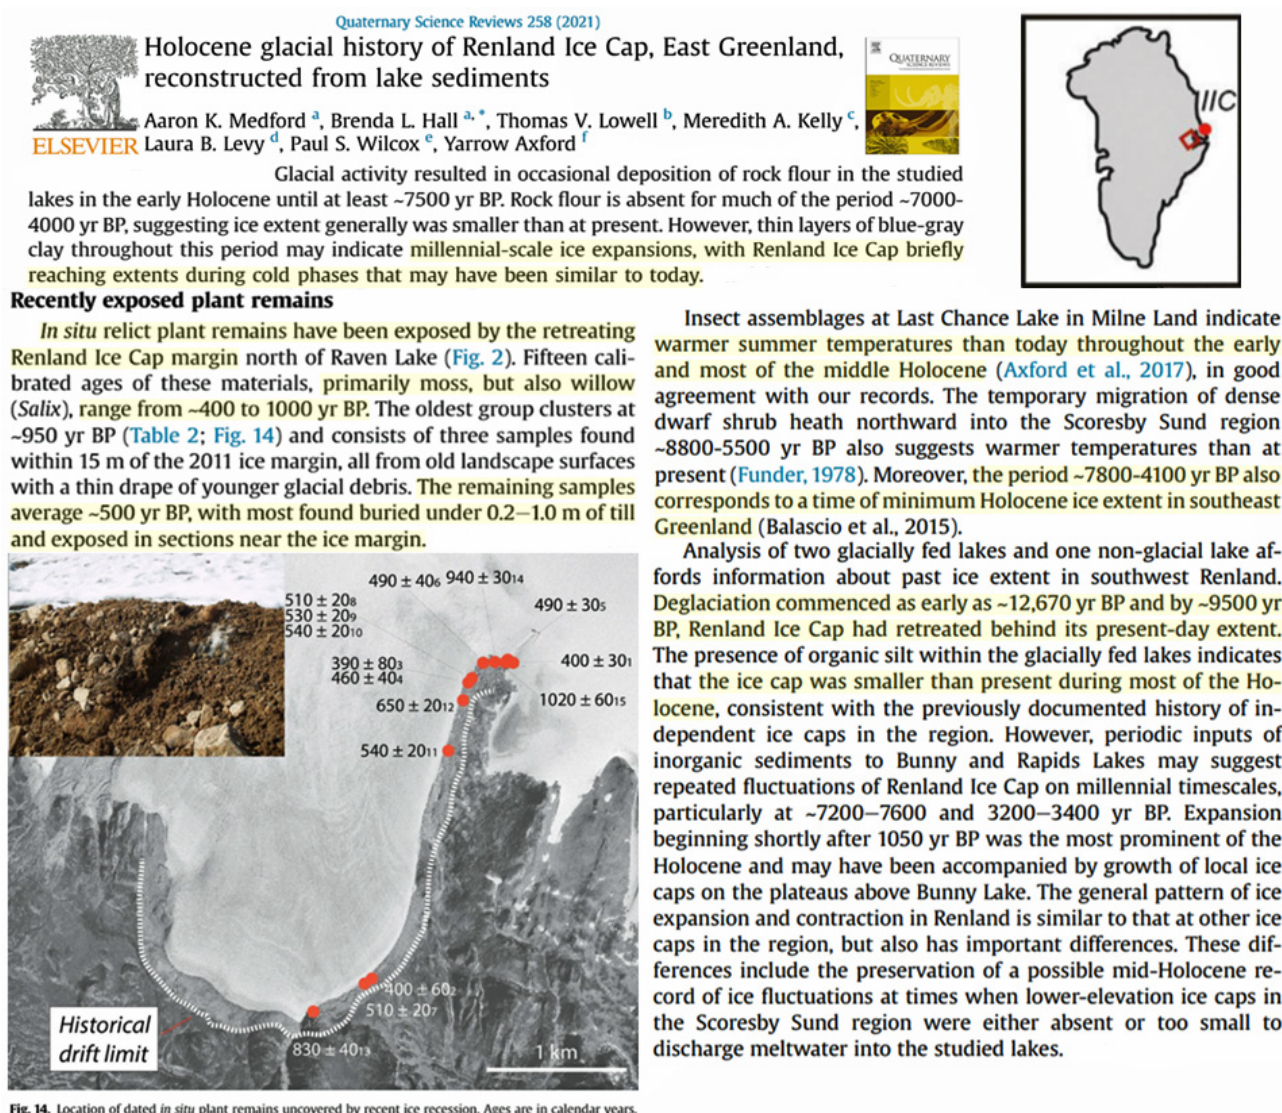 Quaternary Science Reviews 258 (2021)
Holocene glacial history of Renland Ice Cap, East Greenland,
reconstructed from lake sediments
Aaron K. Medford a, Brenda L. Hall a, *, Thomas V. Lowell b, Meredith A. Kelly c,
Laura B. Levy d, Paul S. Wilcox e, Yarrow Axford f
ELSEVIER
QUATERNARY
IIC
Glacial activity resulted in occasional deposition of rock flour in the studied
lakes in the early Holocene until at least ~7500 yr BP. Rock flour is absent for much of the period ~7000-
4000 yr BP, suggesting ice extent generally was smaller than at present. However, thin layers of blue-gray
clay throughout this period may indicate millennial-scale ice expansions, with Renland Ice Cap briefly
reaching extents during cold phases that may have been similar to today.
Recently exposed plant remains
In situ relict plant remains have been exposed by the retreating
Renland Ice Cap margin north of Raven Lake (Fig. 2). Fifteen cali-
brated ages of these materials, primarily moss, but also willow
(Salix), range from ~400 to 1000 yr BP. The oldest group clusters at
~950 yr BP (Table 2; Fig. 14) and consists of three samples found
within 15 m of the 2011 ice margin, all from old landscape surfaces
with a thin drape of younger glacial debris. The remaining samples
average ~500 yr BP, with most found buried under 0.2–1.0 m of till
and exposed in sections near the ice margin.
490 ± 406
940 ± 3014
510 ± 208
530 ± 209
540 ± 2010
490 ± 305
390 ± 803
460 ± 404
400 ± 301
650 ± 2012
1020 ± 6015
540 ± 2011
400 ± 602
510 ± 207
830 ± 4013
Historical
drift limit
1 km
Fig. 14. Location of dated in situ plant remains uncovered by recent ice recession. Ages are in calendar years.
Insect assemblages at Last Chance Lake in Milne Land indicate
warmer summer temperatures than today throughout the early
and most of the middle Holocene (Axford et al., 2017), in good
agreement with our records. The temporary migration of dense
dwarf shrub heath northward into the Scoresby Sund region
~8800-5500 yr BP also suggests warmer temperatures than at
present (Funder, 1978). Moreover, the period ~7800-4100 yr BP also
corresponds to a time of minimum Holocene ice extent in southeast
Greenland (Balascio et al., 2015).
Analysis of two glacially fed lakes and one non-glacial lake af-
fords information about past ice extent in southwest Renland.
Deglaciation commenced as early as ~12,670 yr BP and by ~9500 yr
BP, Renland Ice Cap had retreated behind its present-day extent.
The presence of organic silt within the glacially fed lakes indicates
that the ice cap was smaller than present during most of the Ho-
locene, consistent with the previously documented history of in-
dependent ice caps in the region. However, periodic inputs of
inorganic sediments to Bunny and Rapids Lakes may suggest
repeated fluctuations of Renland Ice Cap on millennial timescales,
particularly at ~7200–7600 and 3200–3400 yr BP. Expansion
beginning shortly after 1050 yr BP was the most prominent of the
Holocene and may have been accompanied by growth of local ice
caps on the plateaus above Bunny Lake. The general pattern of ice
expansion and contraction in Renland is similar to that at other ice
caps in the region, but also has important differences. These dif-
ferences include the preservation of a possible mid-Holocene re-
cord of ice fluctuations at times when lower-elevation ice caps in
the Scoresby Sund region were either absent or too small to
discharge meltwater into the studied lakes.